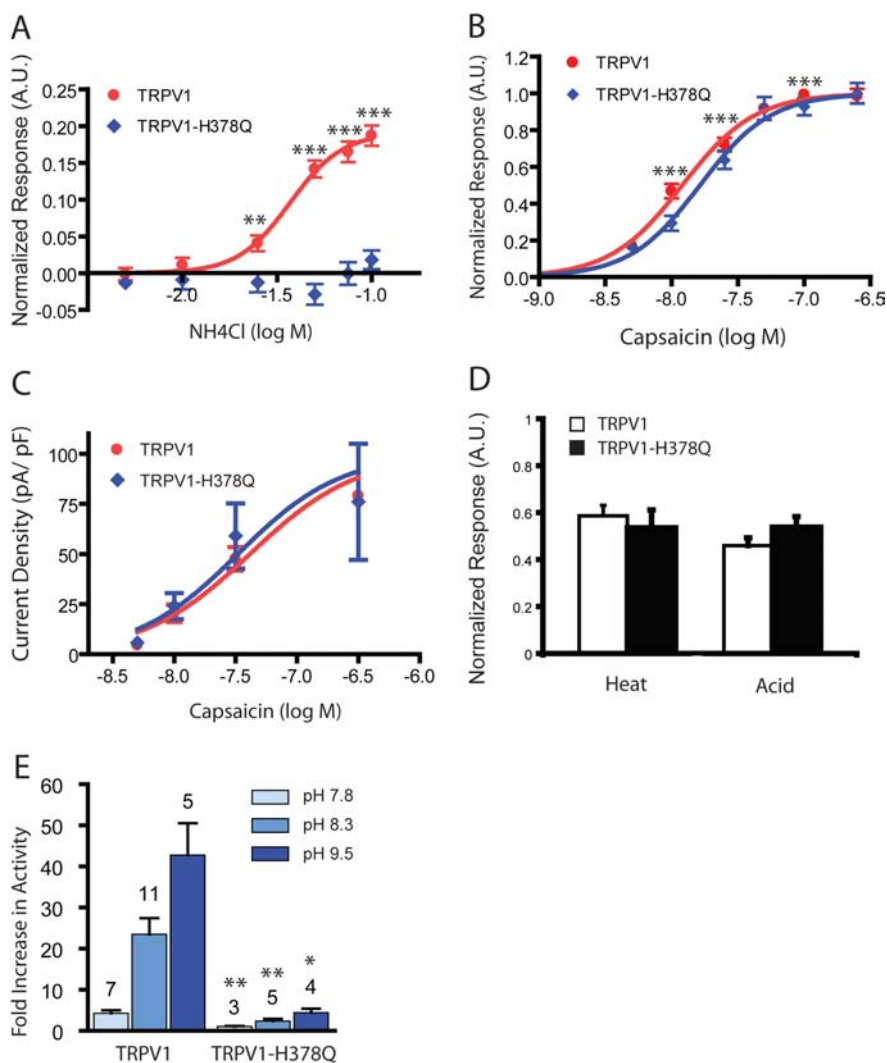 A
Normalized Response (A.U.)
0.25
0.20
0.15
0.10
0.05
0.00
-0.05
TRPV1
TRPV1-H378Q
**
***
***
***
-2.0
-1.5
-1.0
NH4Cl (log M)
B
Normalized Response (A.U.)
1.2
1.0
0.8
0.6
0.4
0.2
0.0
TRPV1
TRPV1-H378Q
***
***
***
-9.0
-8.0
-7.5
-7.0
-6.5
Capsaicin (log M)
C
Current Density (pA/ pF)
100
75
50
25
0
TRPV1
TRPV1-H378Q
-8.5
-8.0
-7.5
-7.0
-6.5
-6.0
Capsaicin (log M)
D
Normalized Response (A.U.)
1
0.8
0.6
0.4
0.2
0
TRPV1
TRPV1-H378Q
Heat
Acid
E
Fold Increase in Activity
60
50
40
30
20
10
0
pH 7.8
pH 8.3
pH 9.5
7
11
5
**
3
**
5
*
4
TRPV1
TRPV1-H378Q